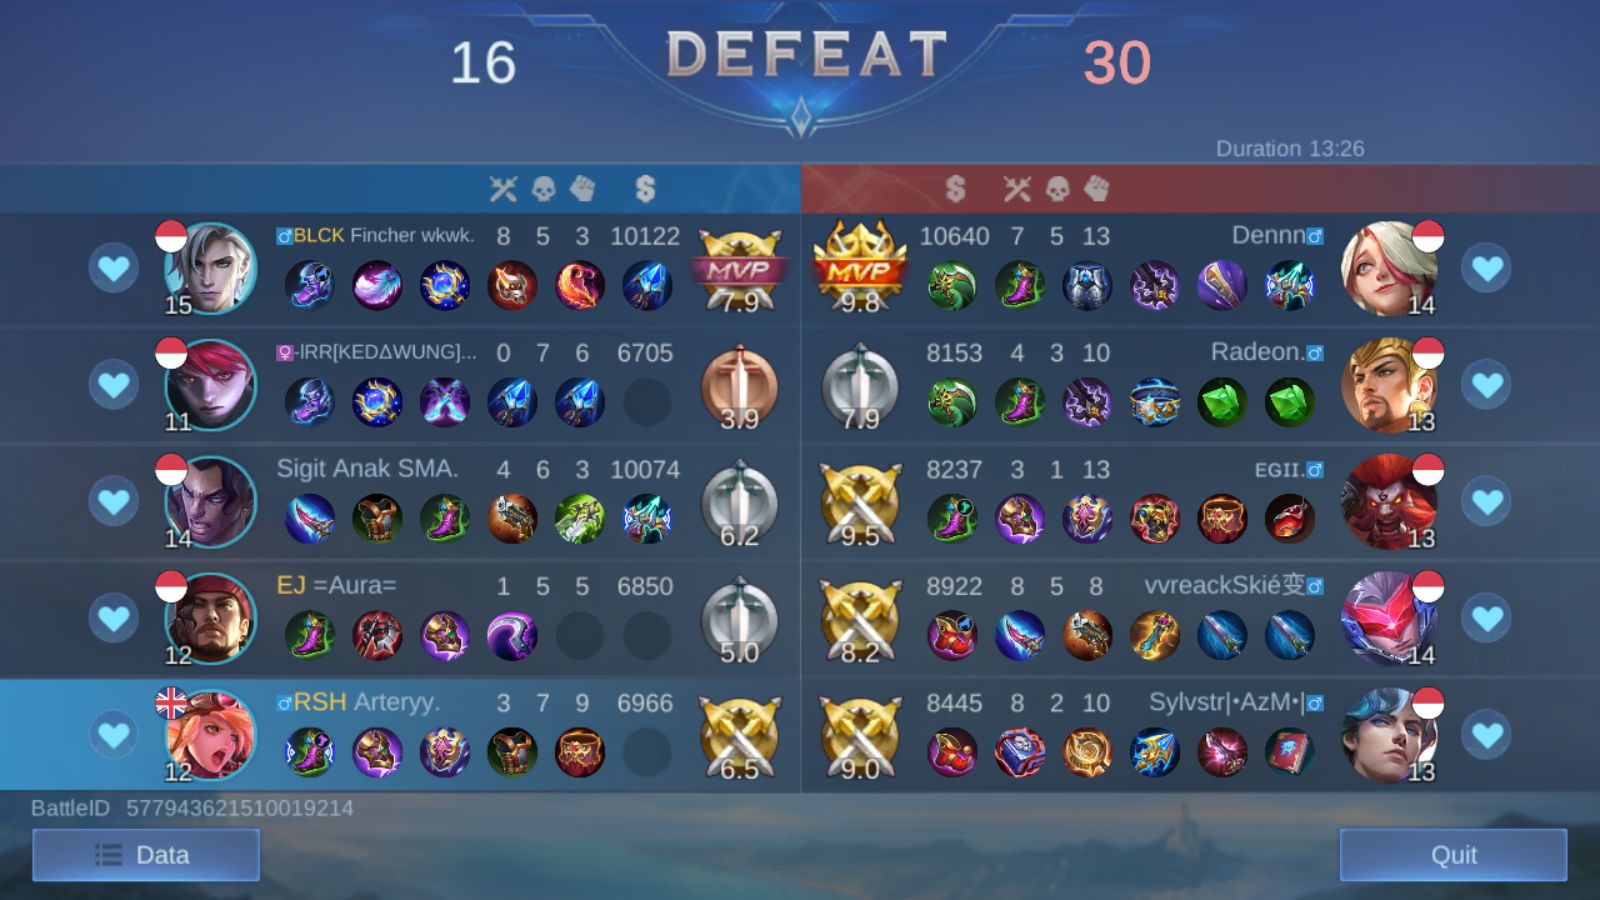 16 DEFEAT 30
Duration 13:26
BLCK Fincher wkwk. 8 5 3 10122
15
MVP 7.9
MVP 9.8
10640 7 5 13 Dennn
14
-lRR[KEDΔWUNG]... 0 7 6 6705
11
3.9
7.9
8153 4 3 10 Radeon.
13
Sigit Anak SMA. 4 6 3 10074
14
6.2
9.5
8237 3 1 13 EGII.
13
EJ =Aura= 1 5 5 6850
12
5.0
8.2
8922 8 5 8 vvreackSkié变
14
RSH Arteryy. 3 7 9 6966
12
6.5
9.0
8445 8 2 10 Sylvstr|•AzM•|
13
BattleID 577943621510019214
Data
Quit